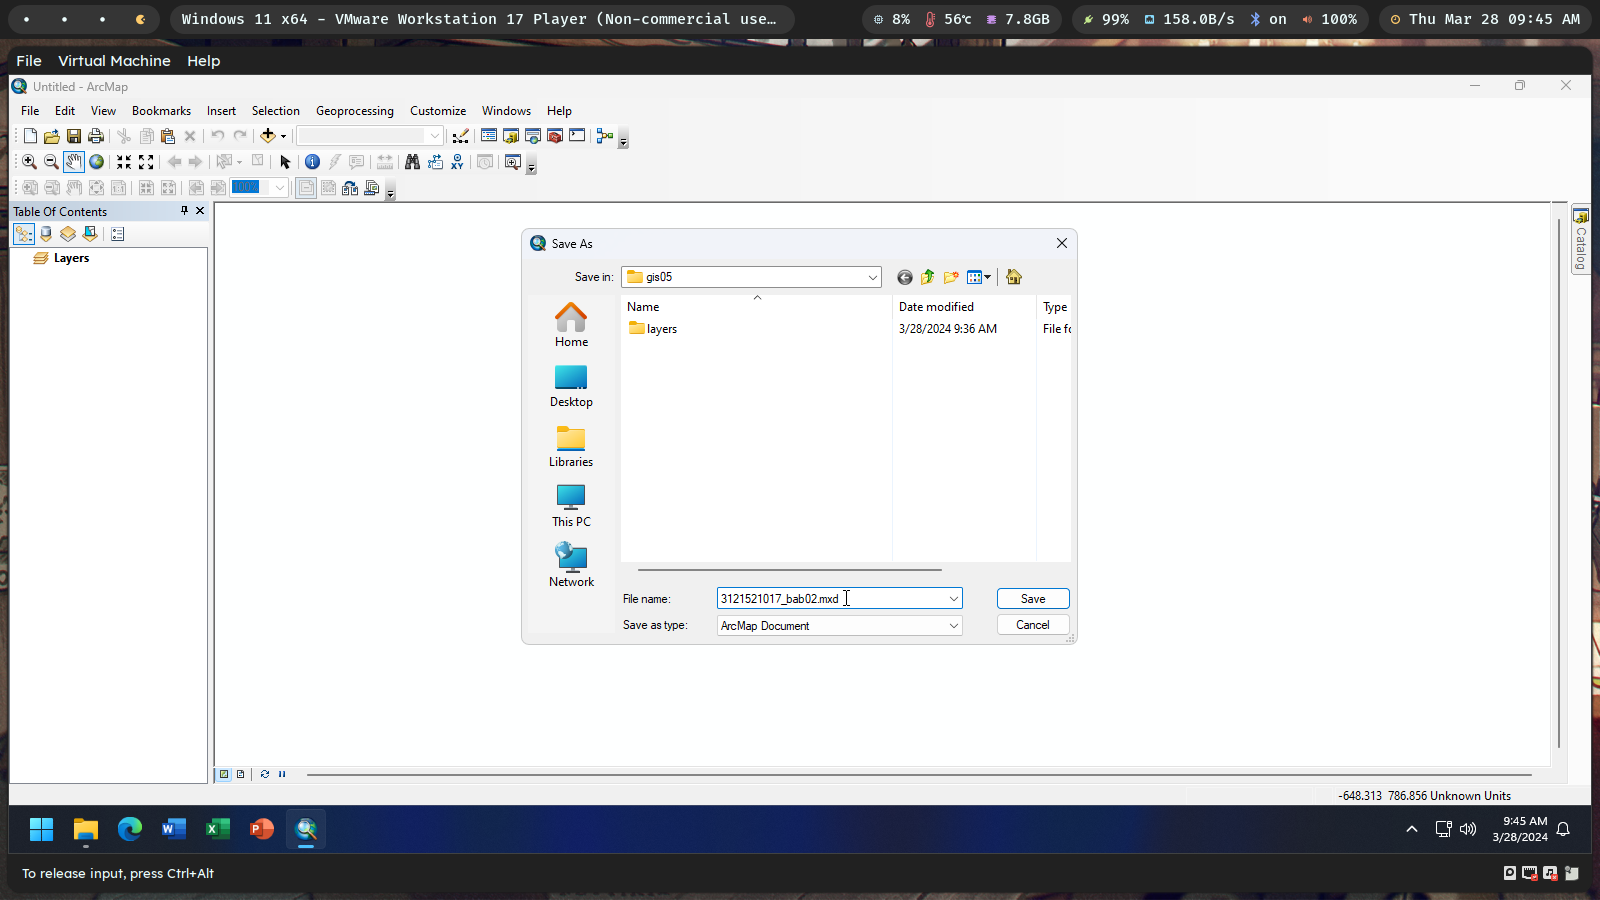 Windows 11 x64 - VMware Workstation 17 Player (Non-commercial use…
8%
56℃
7.8GB
99%
158.0B/s
on
100%
Thu Mar 28 09:45 AM
File Virtual Machine Help
Untitled - ArcMap
File Edit View Bookmarks Insert Selection Geoprocessing Customize Windows Help
100%
Table Of Contents
Layers
Catalog
Save As
Save in: gis05
Name Date modified Type
layers 3/28/2024 9:36 AM File fo
Home
Desktop
Libraries
This PC
Network
File name: 3121521017_bab02.mxd Save
Save as type: ArcMap Document Cancel
-648.313 786.856 Unknown Units
9:45 AM
3/28/2024
To release input, press Ctrl+Alt